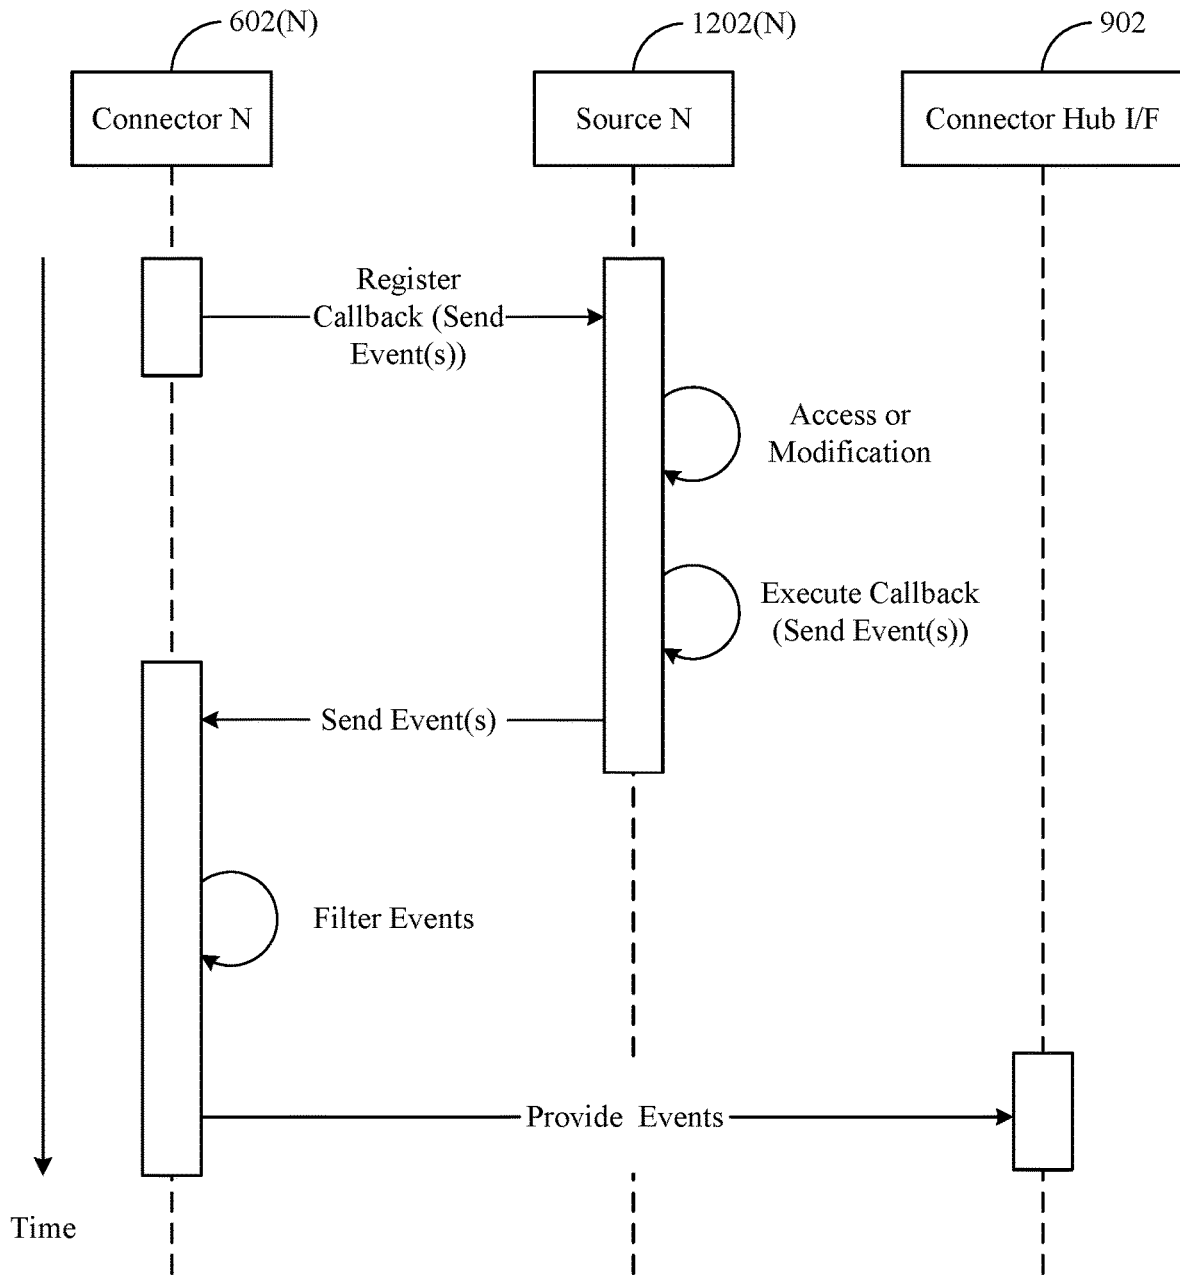 602(N)
1202(N)
902
Connector N
Source N
Connector Hub I/F
Register
Callback (Send
Event(s))
Access or
Modification
Execute Callback
(Send Event(s))
Send Event(s)
Filter Events
Provide Events
Time